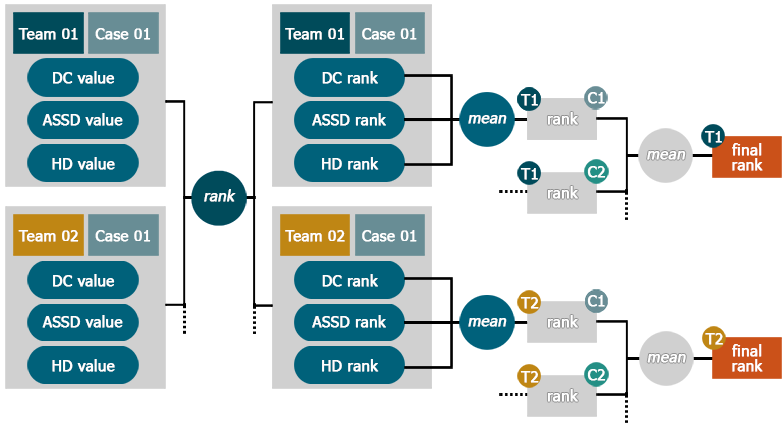 Team 01 Case 01
DC value
ASSD value
HD value
Team 02 Case 01
DC value
ASSD value
HD value
rank
Team 01 Case 01
DC rank
ASSD rank
HD rank
Team 02 Case 01
DC rank
ASSD rank
HD rank
mean
T1 C1
rank
T1 C2
rank
mean
T1
final
rank
mean
T2 C1
rank
T2 C2
rank
mean
T2
final
rank